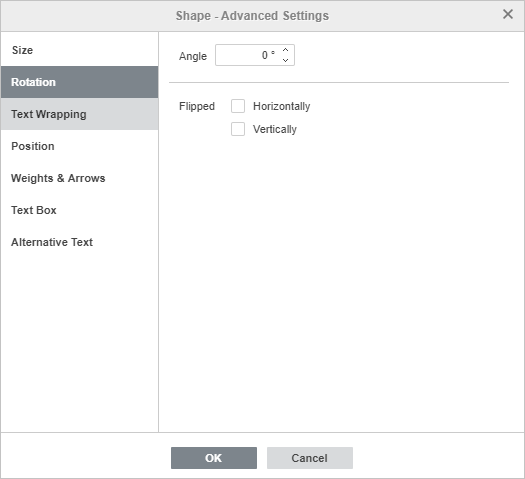 Shape - Advanced Settings
Size
Rotation
Text Wrapping
Position
Weights & Arrows
Text Box
Alternative Text
Angle 0 °
Flipped Horizontally
Vertically
OK Cancel